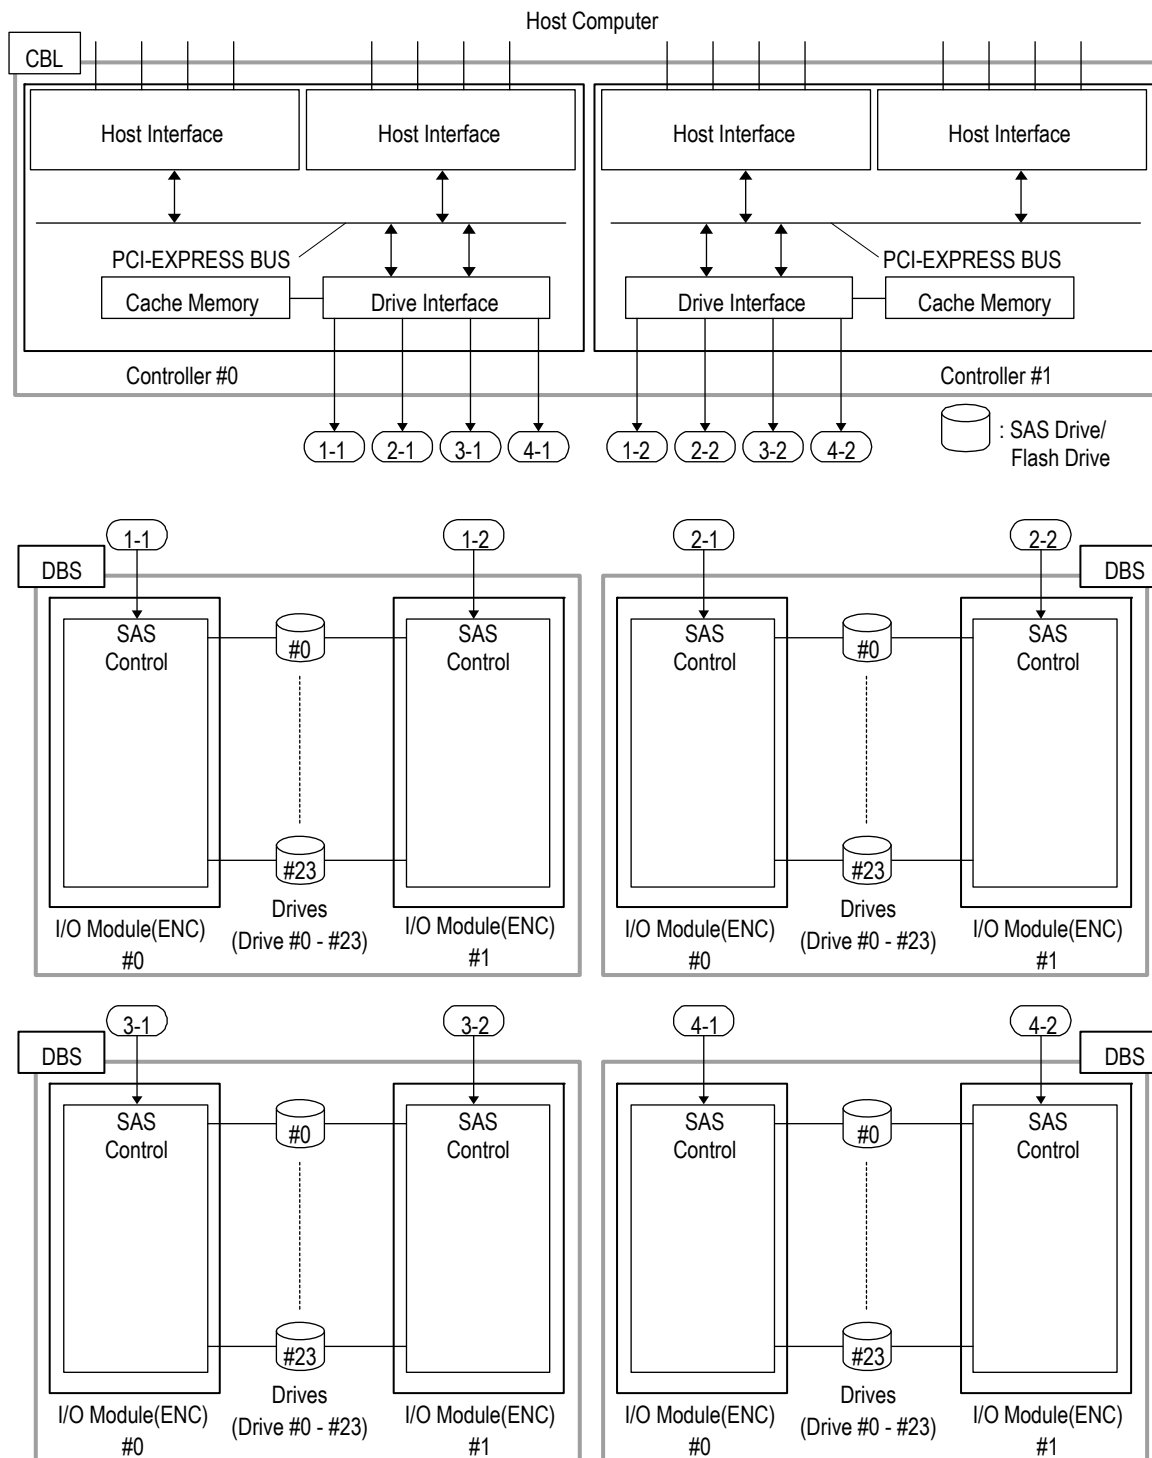 Host Computer
CBL
Host Interface
Host Interface
Host Interface
Host Interface
PCI-EXPRESS BUS
PCI-EXPRESS BUS
Cache Memory
Drive Interface
Drive Interface
Cache Memory
Controller #0
Controller #1
1-1
2-1
3-1
4-1
1-2
2-2
3-2
4-2
: SAS Drive/
Flash Drive
1-1
1-2
2-1
2-2
DBS
DBS
SAS
Control
#0
SAS
Control
SAS
Control
#0
SAS
Control
#23
#23
Drives
(Drive #0 - #23)
Drives
(Drive #0 - #23)
I/O Module(ENC)
#0
I/O Module(ENC)
#1
I/O Module(ENC)
#0
I/O Module(ENC)
#1
3-1
3-2
4-1
4-2
DBS
DBS
SAS
Control
#0
SAS
Control
SAS
Control
#0
SAS
Control
#23
#23
Drives
(Drive #0 - #23)
Drives
(Drive #0 - #23)
I/O Module(ENC)
#0
I/O Module(ENC)
#1
I/O Module(ENC)
#0
I/O Module(ENC)
#1